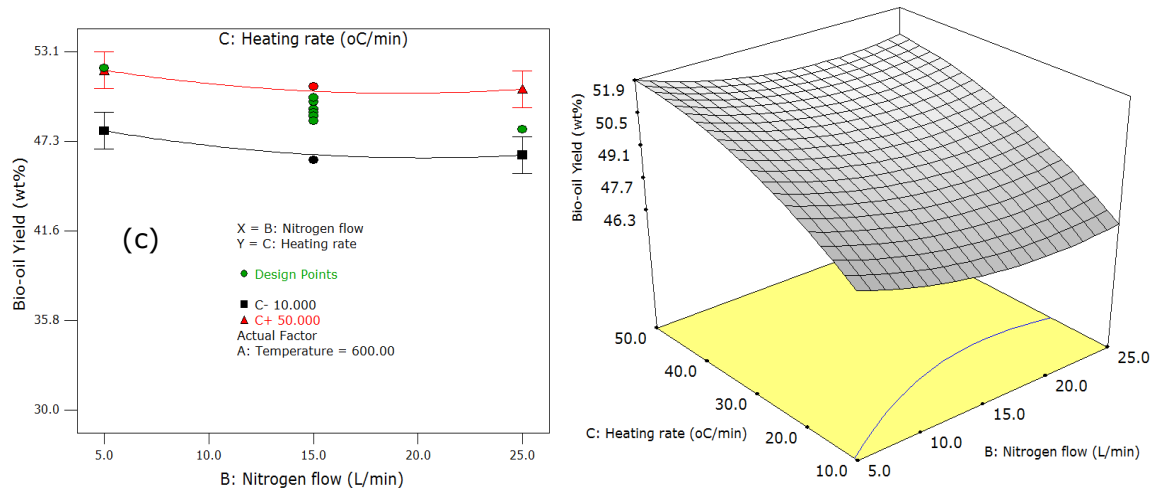 C: Heating rate (oC/min)
53.1
47.3
41.6
35.8
30.0
Bio-oil Yield (wt%)
(c)
X = B: Nitrogen flow
Y = C: Heating rate
Design Points
C- 10.000
C+ 50.000
Actual Factor
A: Temperature = 600.00
5.0
10.0
15.0
20.0
25.0
B: Nitrogen flow (L/min)
51.9
50.5
49.1
47.7
46.3
Bio-oil Yield (wt%)
50.0
40.0
30.0
20.0
10.0
C: Heating rate (oC/min)
5.0
10.0
15.0
20.0
25.0
B: Nitrogen flow (L/min)